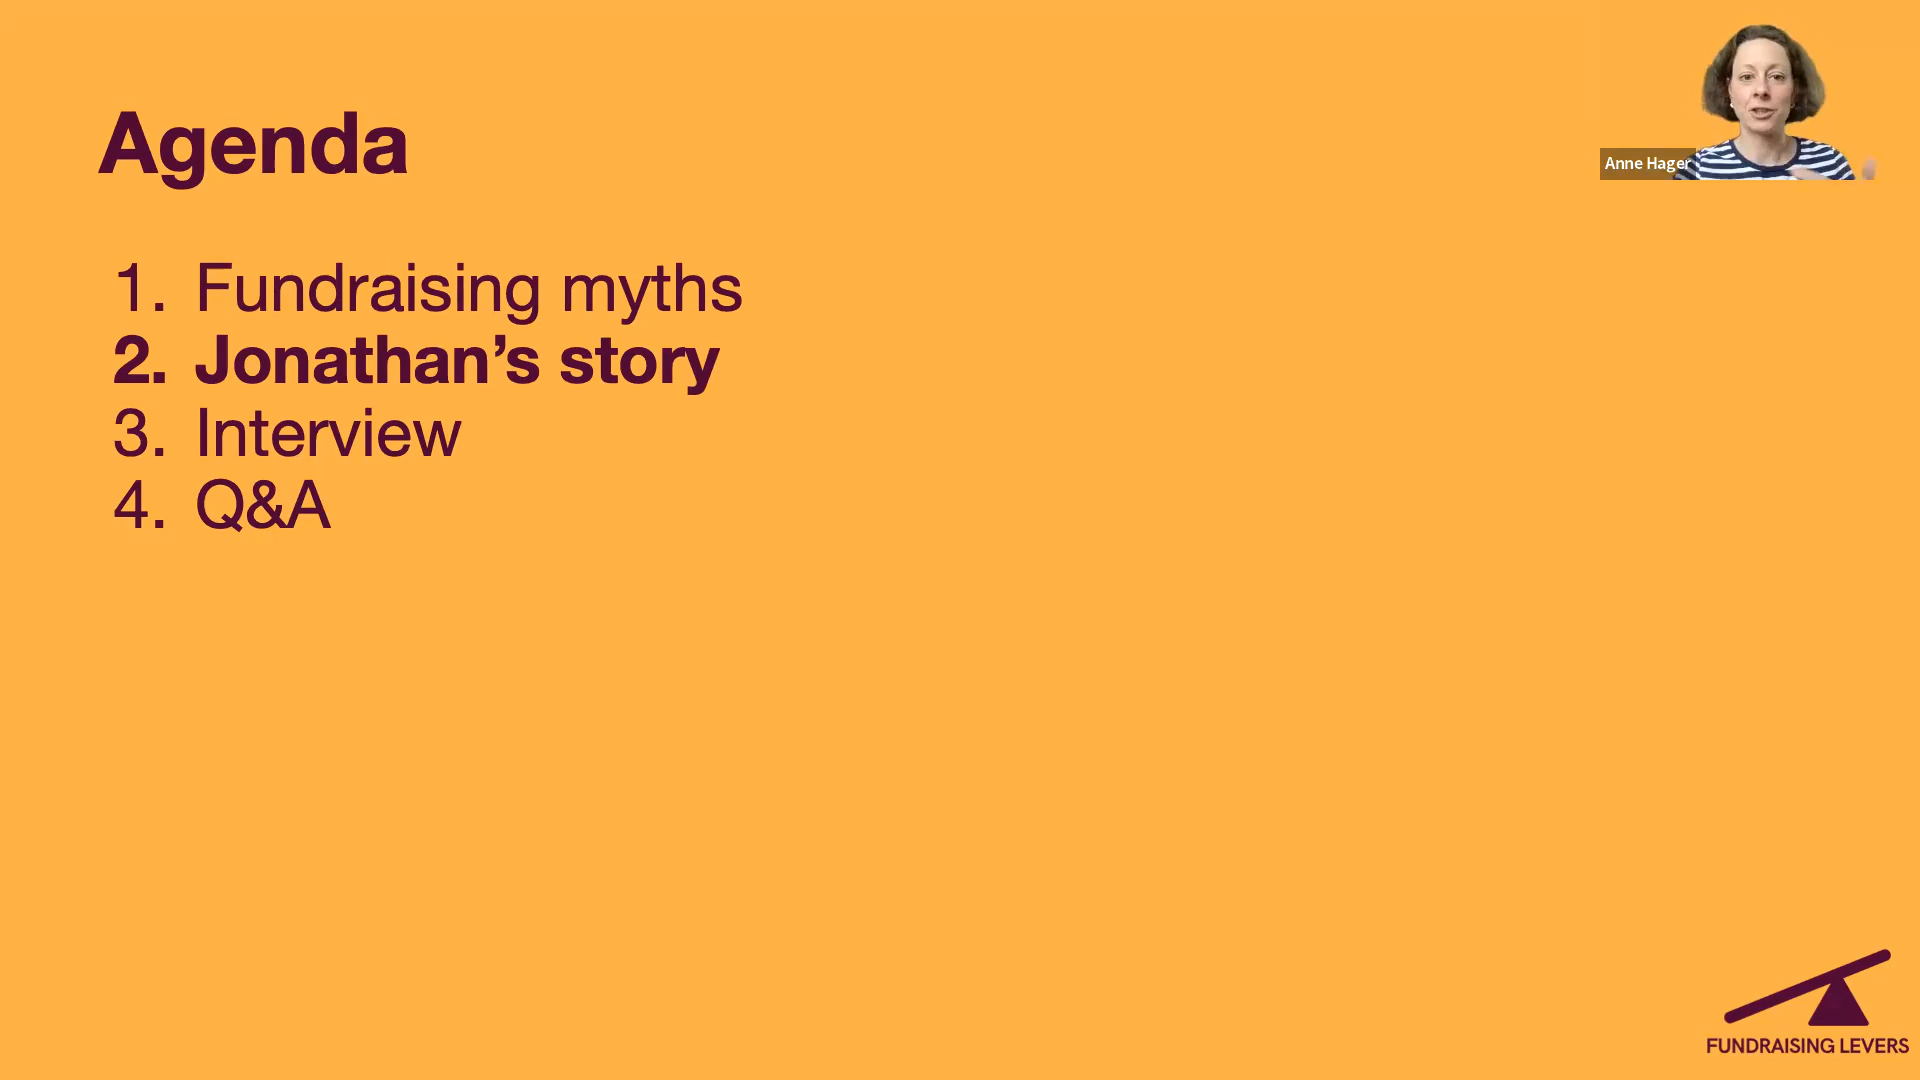 Agenda
Anne Hager
1. Fundraising myths
2. Jonathan’s story
3. Interview
4. Q&A
FUNDRAISING LEVERS